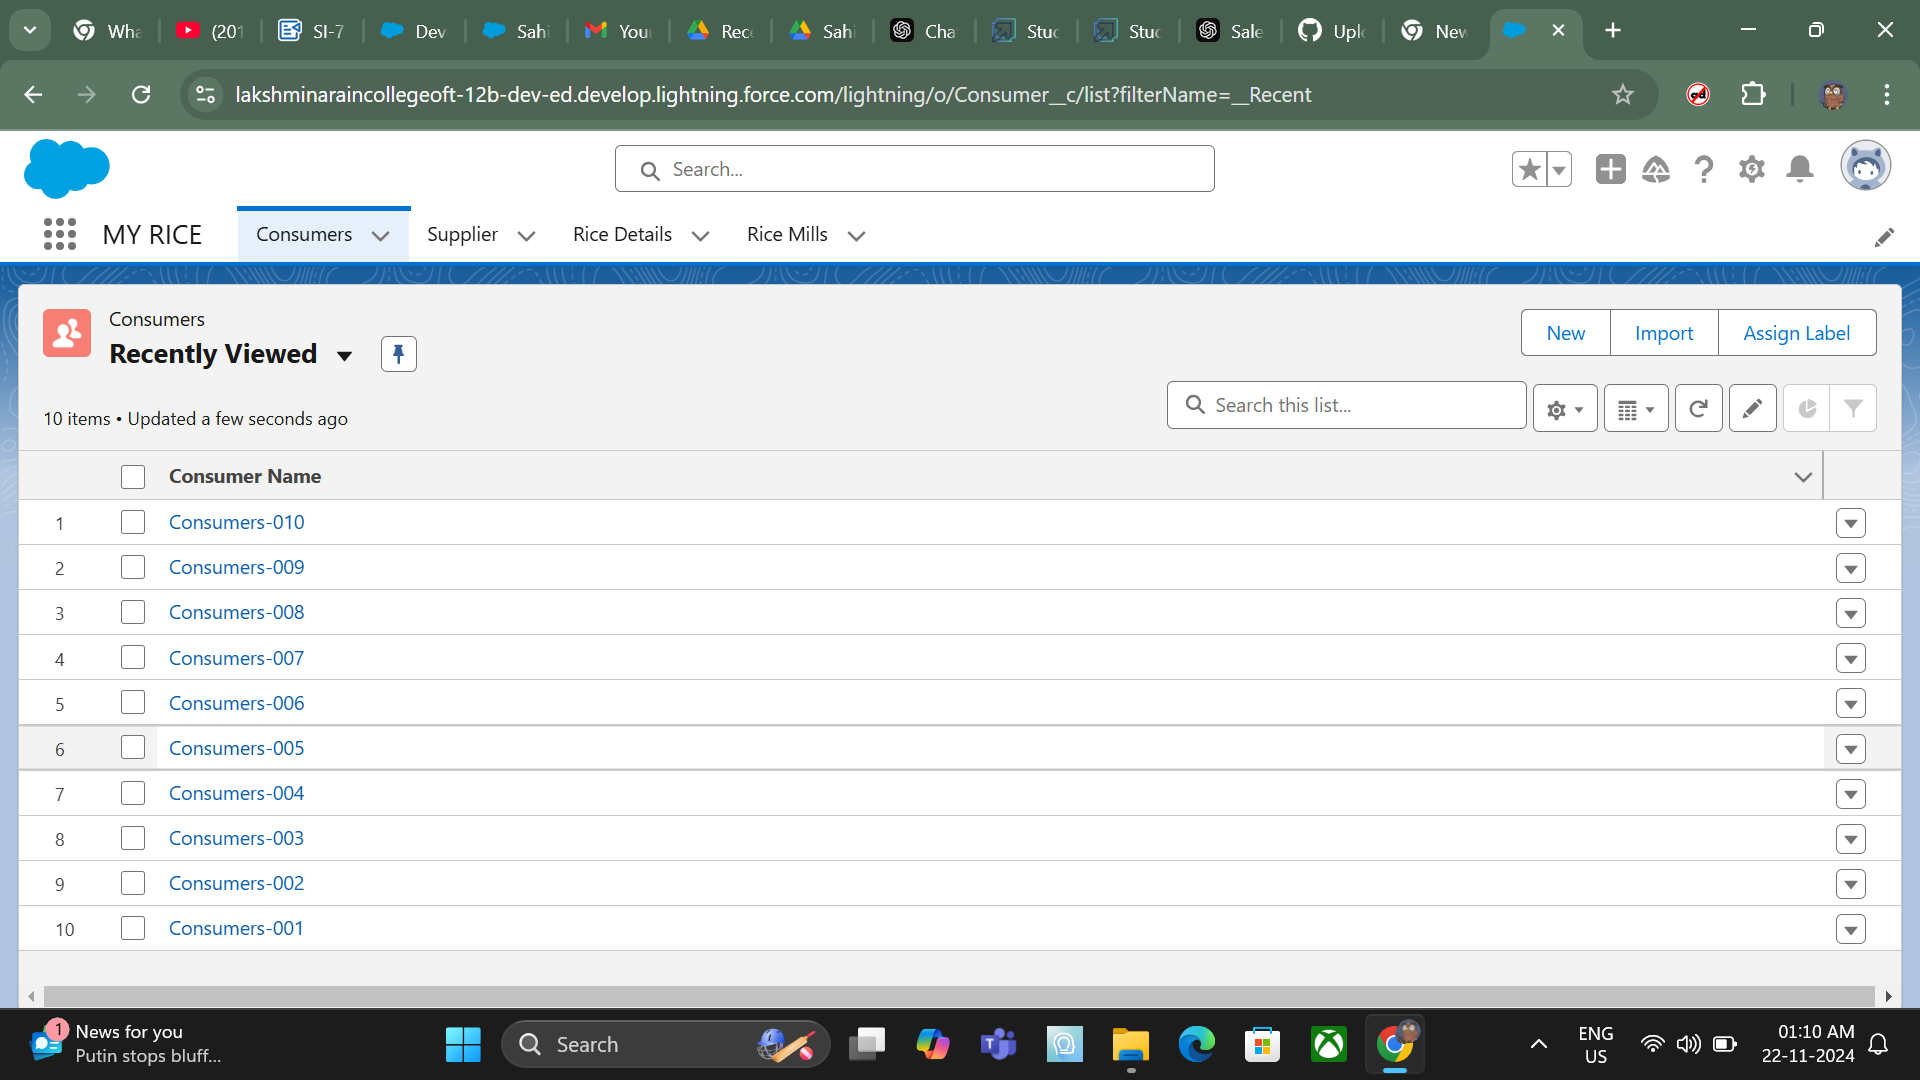 Wha
(201
SI-7
Dev
Sahi
You
Rec
Sahi
Cha
Stud
Stud
Sale
Uplo
New
lakshminaraincollegeoft-12b-dev-ed.develop.lightning.force.com/lightning/o/Consumer__c/list?filterName=__Recent
Search...
MY RICE
Consumers
Supplier
Rice Details
Rice Mills
Consumers
Recently Viewed
New
Import
Assign Label
10 items • Updated a few seconds ago
Search this list...
Consumer Name
1 Consumers-010
2 Consumers-009
3 Consumers-008
4 Consumers-007
5 Consumers-006
6 Consumers-005
7 Consumers-004
8 Consumers-003
9 Consumers-002
10 Consumers-001
1
News for you
Putin stops bluff...
Search
ENG
US
01:10 AM
22-11-2024